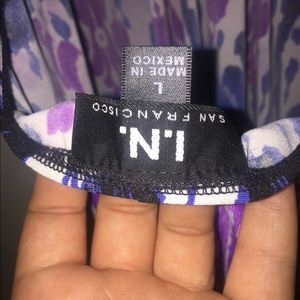 I.N.
SAN FRANCISCO
L
MADE IN
MEXICO